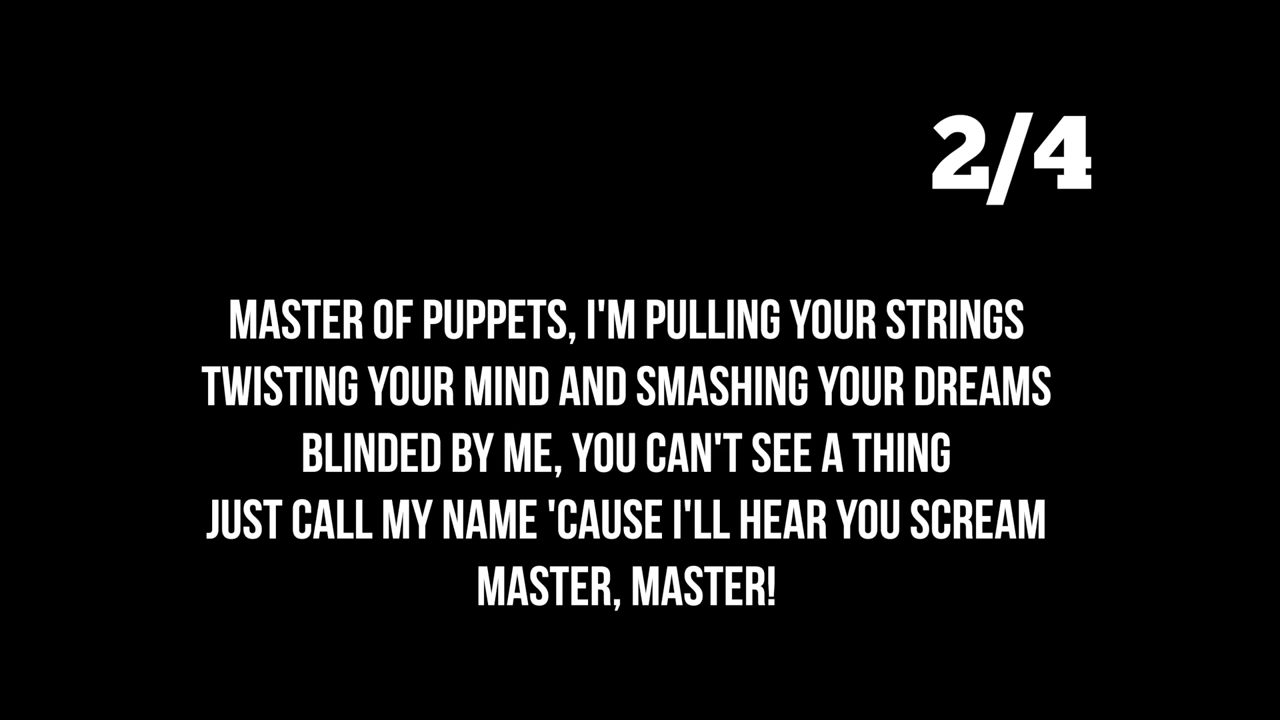 2/4
MASTER OF PUPPETS, I'M PULLING YOUR STRINGS
TWISTING YOUR MIND AND SMASHING YOUR DREAMS
BLINDED BY ME, YOU CAN'T SEE A THING
JUST CALL MY NAME 'CAUSE I'LL HEAR YOU SCREAM
MASTER, MASTER!